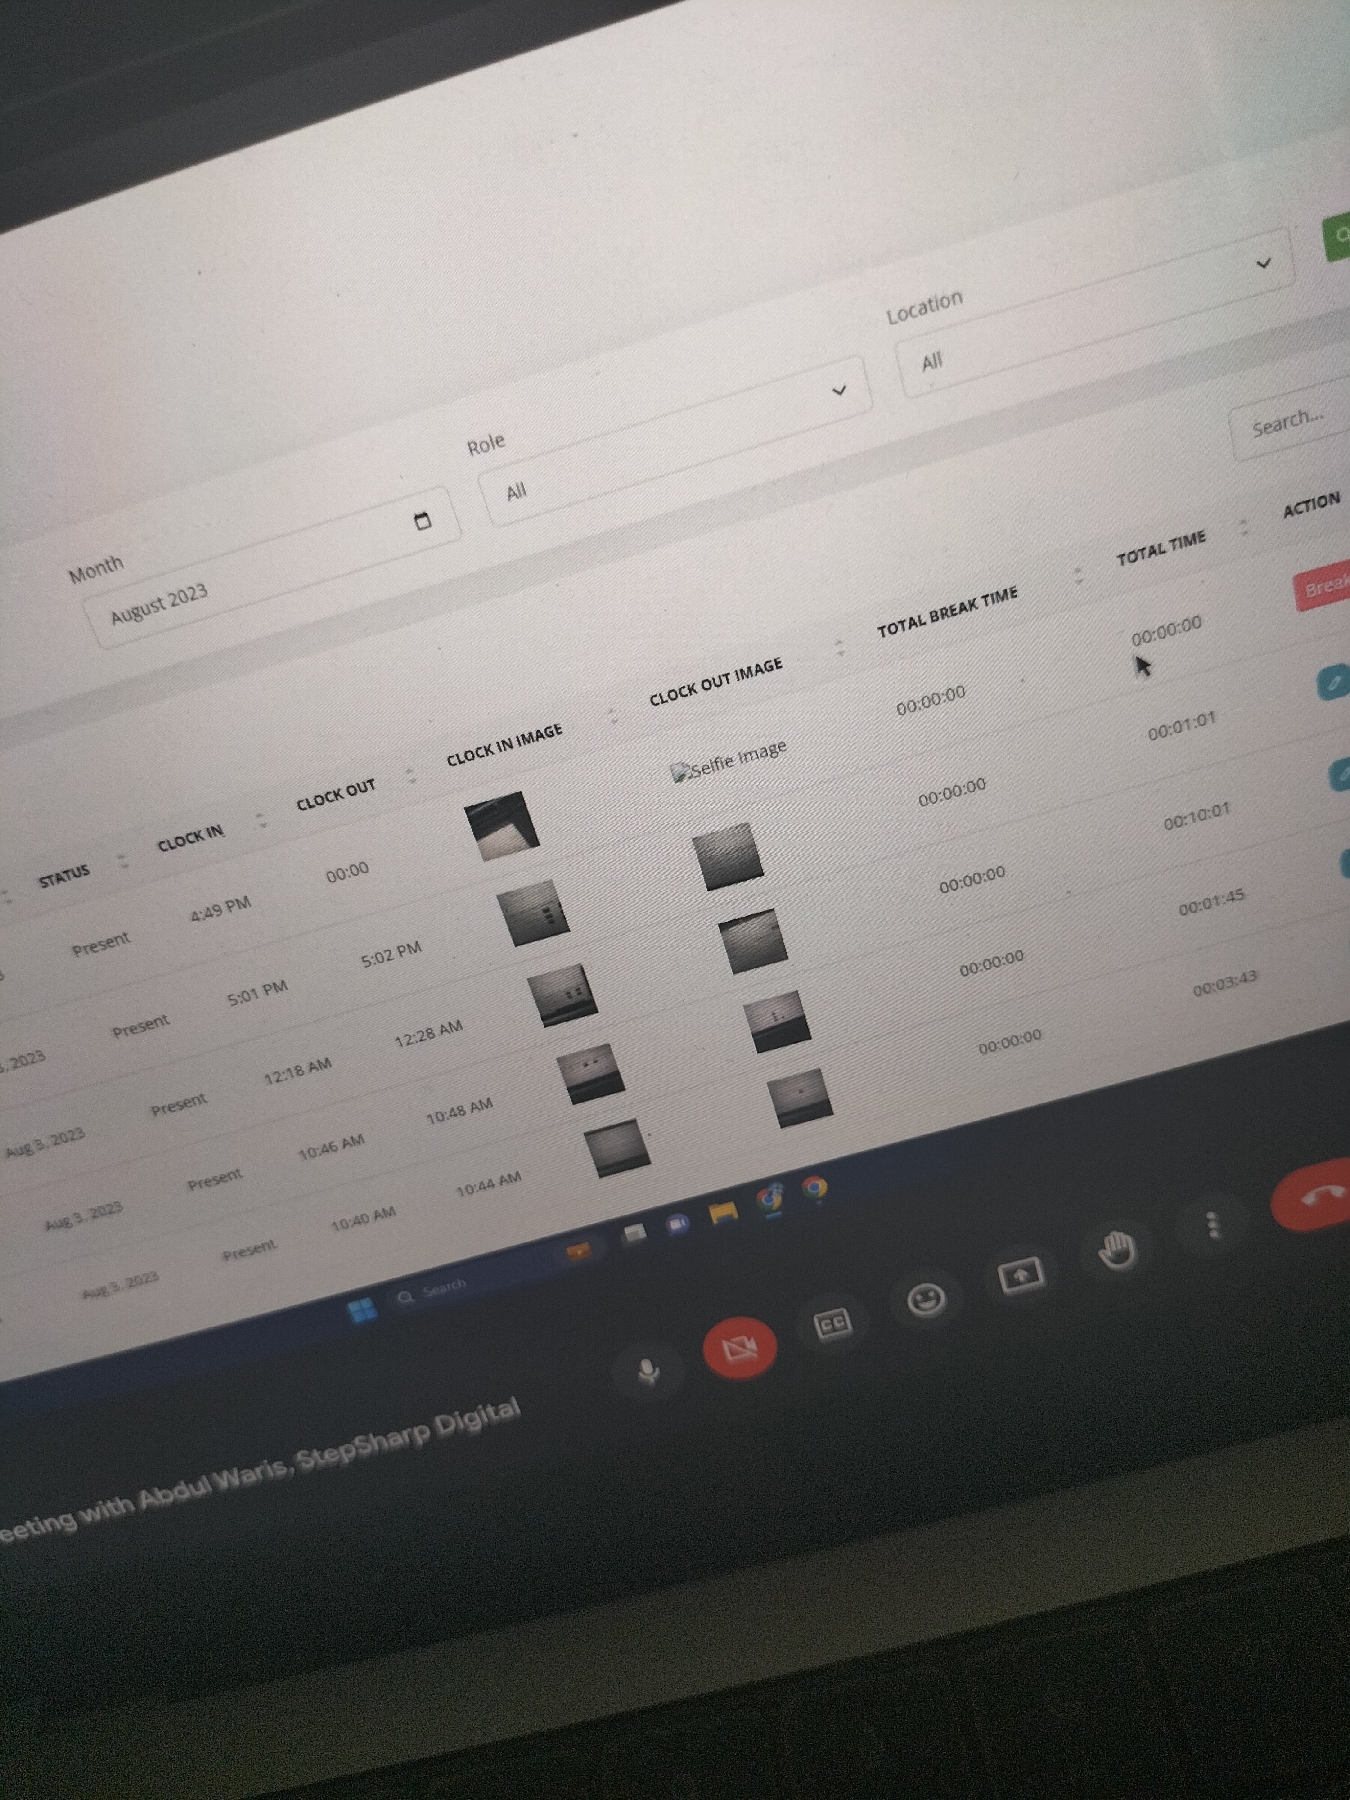 Month
August 2023
Role
All
Location
All
Search...
STATUS CLOCK IN CLOCK OUT CLOCK IN IMAGE CLOCK OUT IMAGE TOTAL BREAK TIME TOTAL TIME ACTION
Present 4:49 PM 00:00 Selfie Image 00:00:00 00:00:00 Break
2023 Present 5:01 PM 5:02 PM 00:00:00 00:01:01
Aug 3, 2023 Present 12:18 AM 12:28 AM 00:00:00 00:10:01
Aug 3, 2023 Present 10:46 AM 10:48 AM 00:00:00 00:01:45
Aug 3, 2023 Present 10:40 AM 10:44 AM 00:00:00 00:03:43
Search
CC
eeting with Abdul Waris, StepSharp Digital